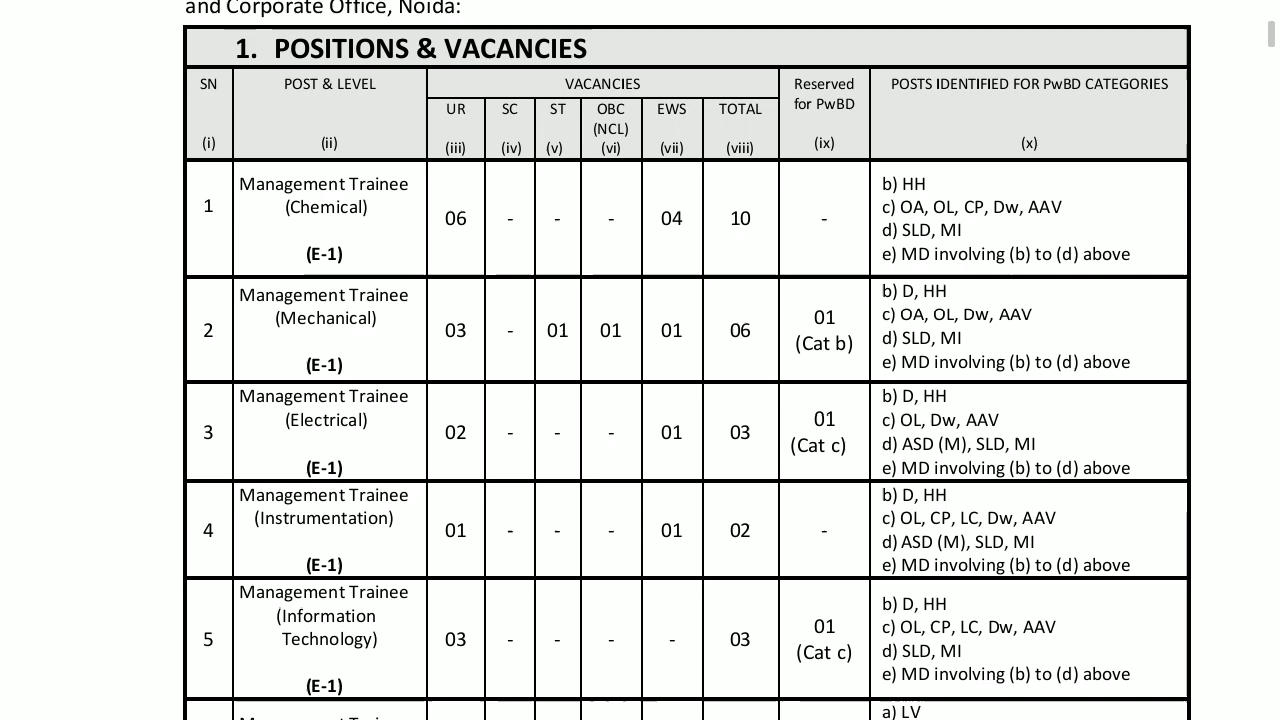 and Corporate Office, Noida:
1. POSITIONS & VACANCIES
SN POST & LEVEL VACANCIES Reserved for PwBD POSTS IDENTIFIED FOR PwBD CATEGORIES
UR SC ST OBC (NCL) EWS TOTAL
(i) (ii) (iii) (iv) (v) (vi) (vii) (viii) (ix) (x)
1
Management Trainee
(Chemical)
(E-1)
06 - - - 04 10 -
b) HH
c) OA, OL, CP, Dw, AAV
d) SLD, MI
e) MD involving (b) to (d) above
2
Management Trainee
(Mechanical)
(E-1)
03 - 01 01 01 06
01
(Cat b)
b) D, HH
c) OA, OL, Dw, AAV
d) SLD, MI
e) MD involving (b) to (d) above
3
Management Trainee
(Electrical)
(E-1)
02 - - - 01 03
01
(Cat c)
b) D, HH
c) OL, Dw, AAV
d) ASD (M), SLD, MI
e) MD involving (b) to (d) above
4
Management Trainee
(Instrumentation)
(E-1)
01 - - - 01 02 -
b) D, HH
c) OL, CP, LC, Dw, AAV
d) ASD (M), SLD, MI
e) MD involving (b) to (d) above
5
Management Trainee
(Information
Technology)
(E-1)
03 - - - - 03
01
(Cat c)
b) D, HH
c) OL, CP, LC, Dw, AAV
d) SLD, MI
e) MD involving (b) to (d) above
a) LV